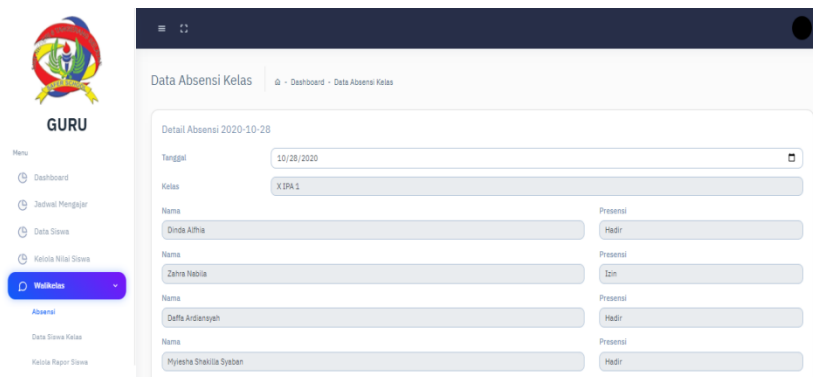 GURU
Menu
Dashboard
Jadwal Mengajar
Data Siswa
Kelola Nilai Siswa
Walikelas
Absensi
Data Siswa Kelas
Kelola Rapor Siswa
Data Absensi Kelas
- Dashboard - Data Absensi Kelas
Detail Absensi 2020-10-28
Tanggal 10/28/2020
Kelas X IPA 1
Nama Presensi
Dinda Alfhia Hadir
Nama Presensi
Zahra Nabila Izin
Nama Presensi
Daffa Ardiansyah Hadir
Nama Presensi
Myiesha Shakilla Syaban Hadir